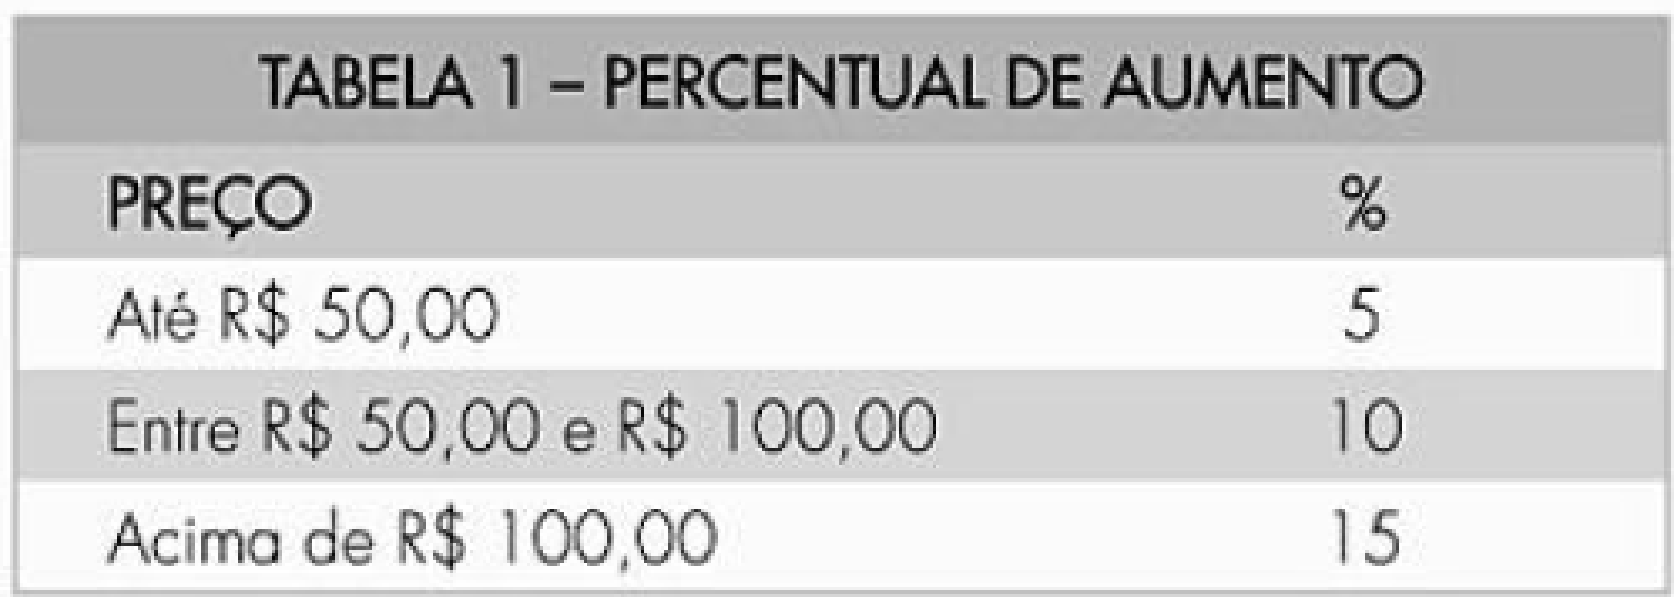 TABELA 1 – PERCENTUAL DE AUMENTO
PREÇO %
Até R$ 50,00 5
Entre R$ 50,00 e R$ 100,00 10
Acima de R$ 100,00 15